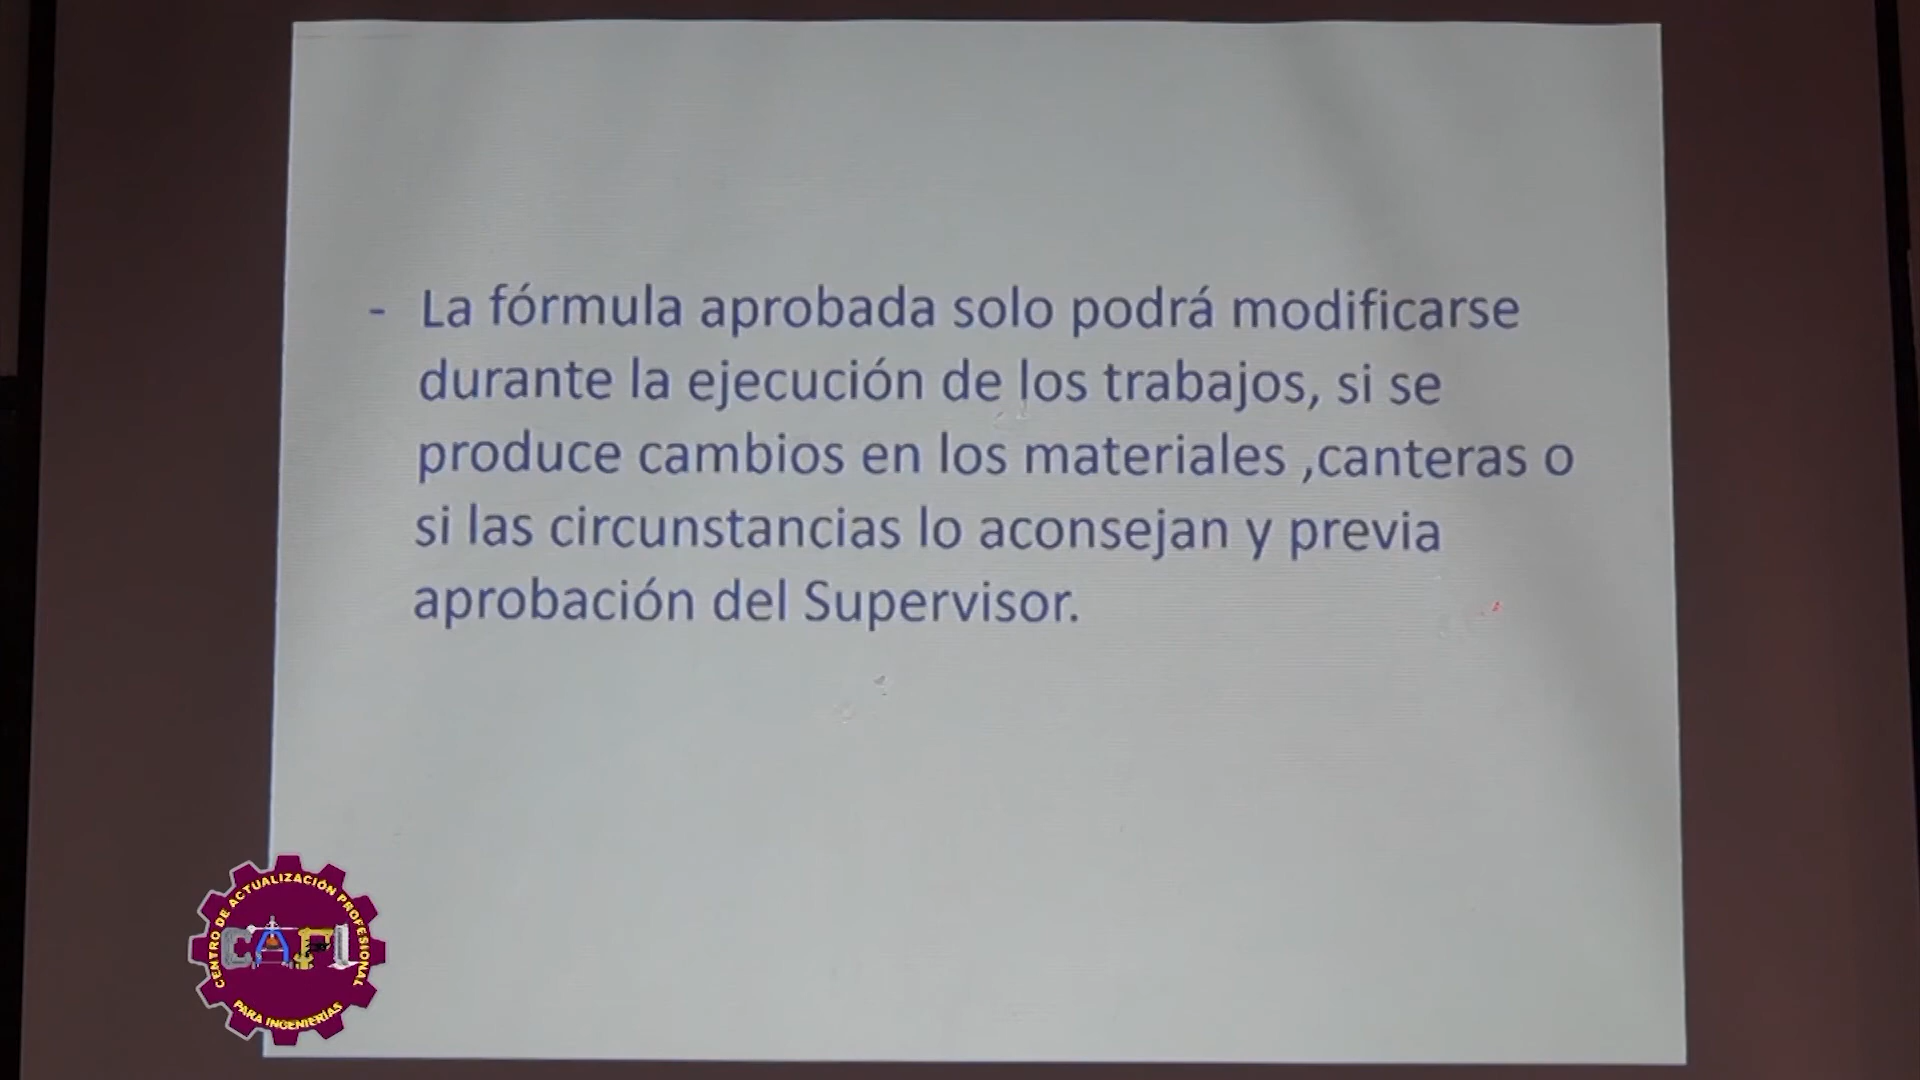 - La fórmula aprobada solo podrá modificarse
durante la ejecución de los trabajos, si se
produce cambios en los materiales ,canteras o
si las circunstancias lo aconsejan y previa
aprobación del Supervisor.
CENTRO DE ACTUALIZACIÓN PROFESIONAL
CAPI
PARA INGENIERÍAS